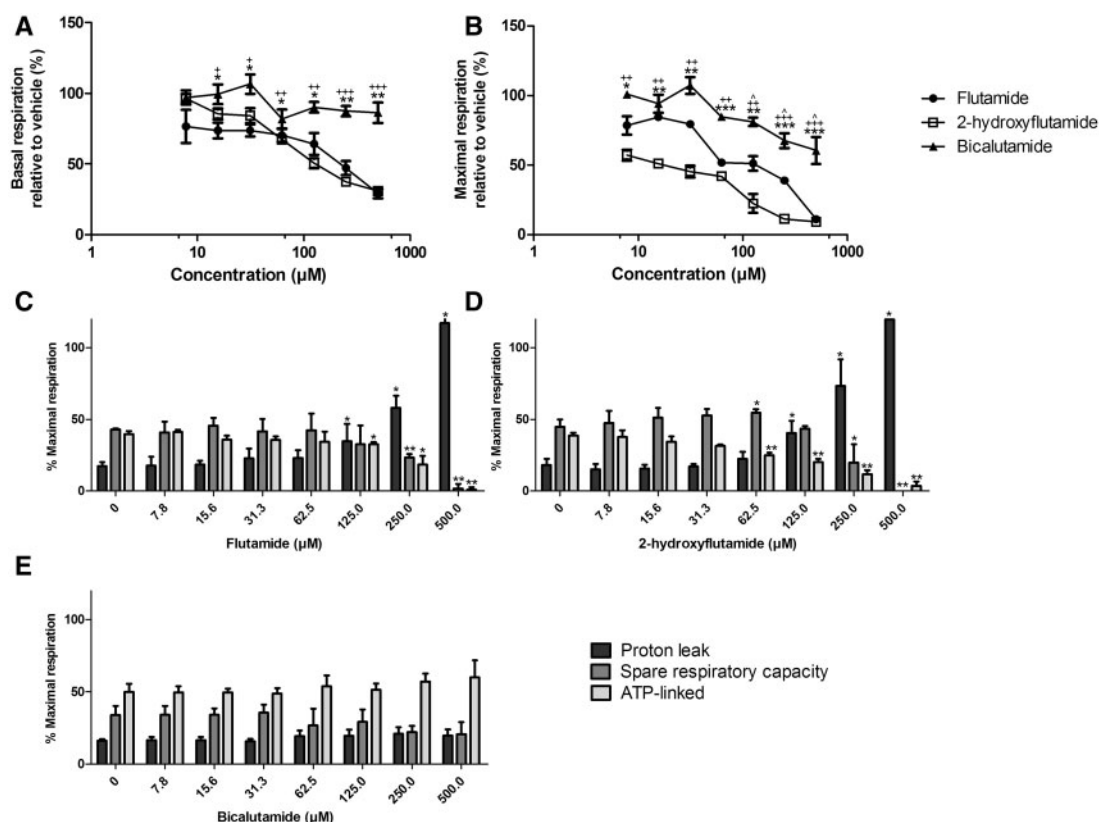 A
Basal respiration
relative to vehicle (%)
150
100
50
0
1
10
100
1000
Concentration (µM)
+
*
+
*
++
*
++
*
+++
**
+++
**
B
Maximal respiration
relative to vehicle (%)
150
100
50
0
1
10
100
1000
Concentration (µM)
++
*
++
**
++
**
++
***
^
++
**
^
+++
***
^
+++
***
Flutamide
2-hydroxyflutamide
Bicalutamide
C
% Maximal respiration
100
50
0
* * * ** * * ** **
0 7.8 15.6 31.3 62.5 125.0 250.0 500.0
Flutamide (µM)
D
% Maximal respiration
100
50
0
* ** * ** * * ** * ** **
0 7.8 15.6 31.3 62.5 125.0 250.0 500.0
2-hydroxyflutamide (µM)
E
% Maximal respiration
100
50
0
0 7.8 15.6 31.3 62.5 125.0 250.0 500.0
Bicalutamide (µM)
Proton leak
Spare respiratory capacity
ATP-linked